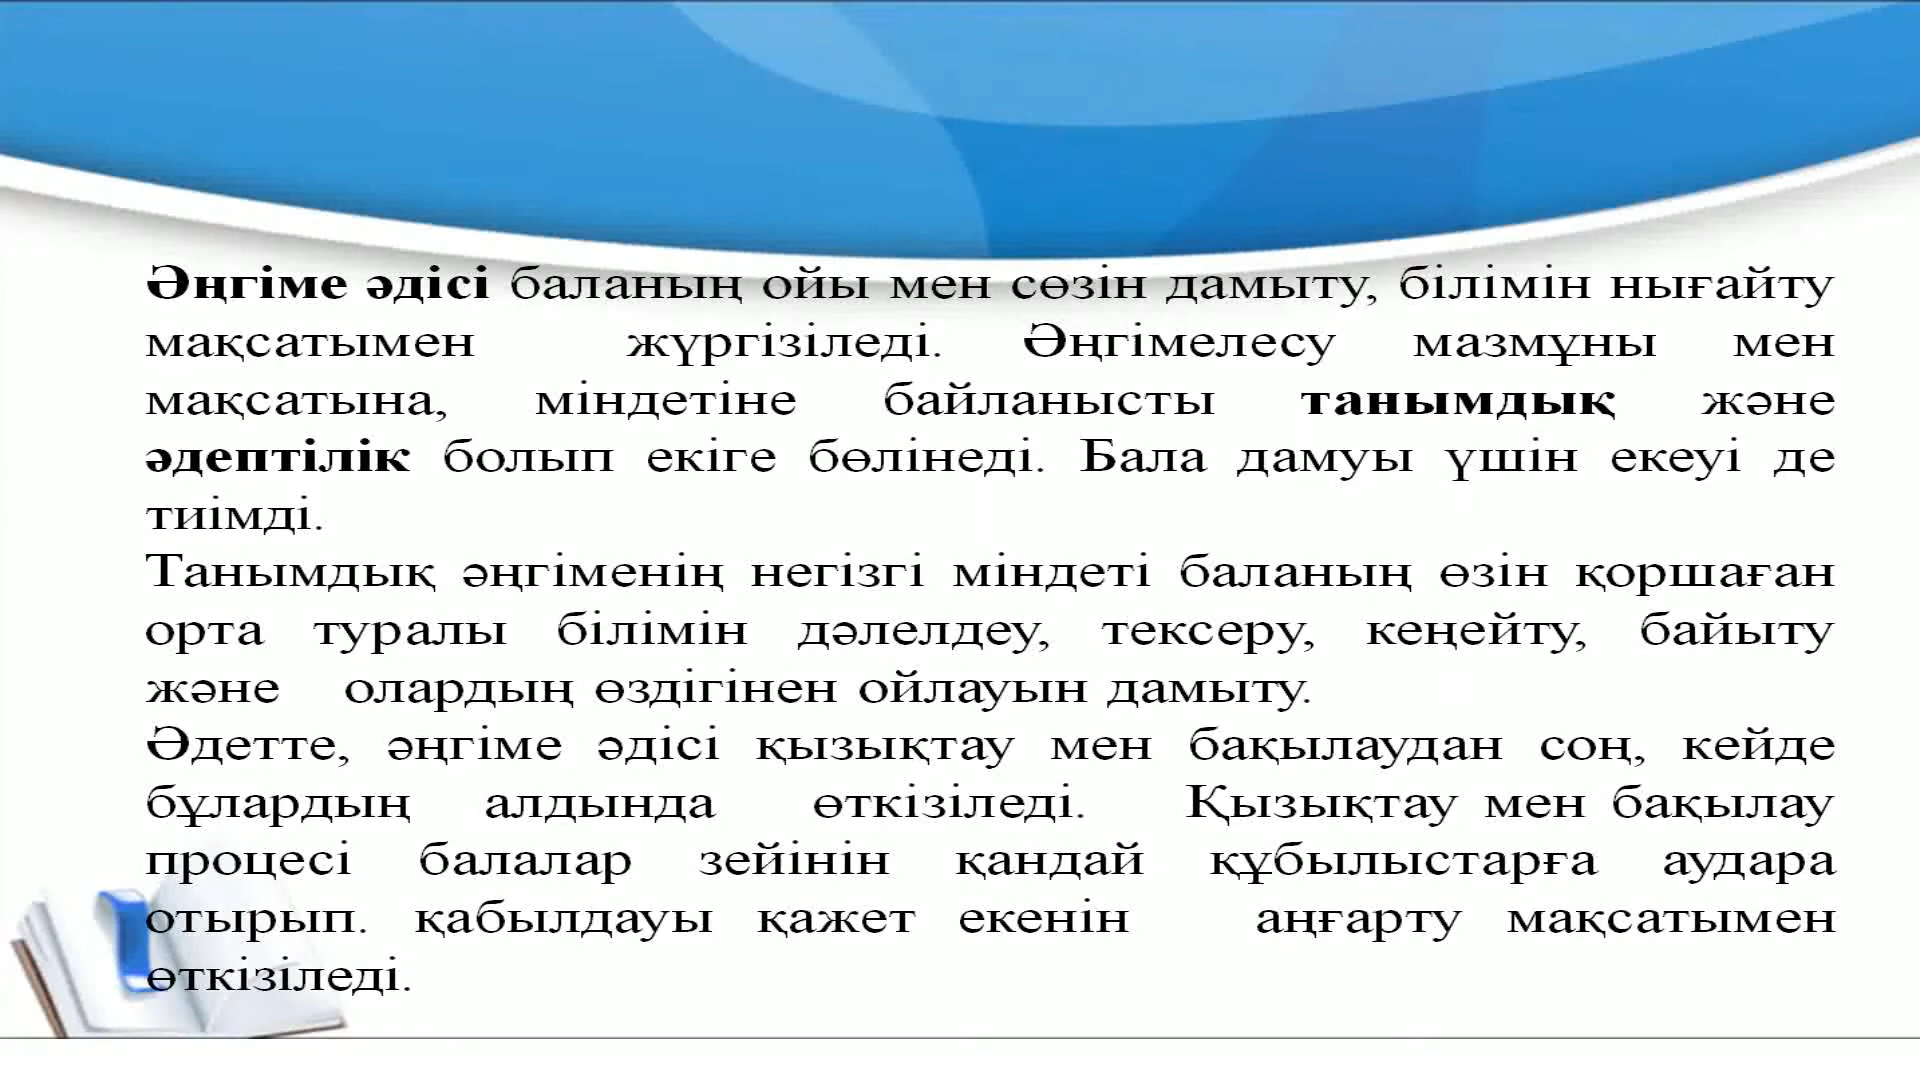 Әңгіме әдісі баланың ойы мен сөзін дамыту, білімін нығайту
мақсатымен жүргізіледі. Әңгімелесу мазмұны мен
мақсатына, міндетіне байланысты танымдық және
әдептілік болып екіге бөлінеді. Бала дамуы үшін екеуі де
тиімді.
Танымдық әңгіменің негізгі міндеті баланың өзін қоршаған
орта туралы білімін дәлелдеу, тексеру, кеңейту, байыту
және олардың өздігінен ойлауын дамыту.
Әдетте, әңгіме әдісі қызықтау мен бақылаудан соң, кейде
бұлардың алдында өткізіледі. Қызықтау мен бақылау
процесі балалар зейінін қандай құбылыстарға аудара
отырып. қабылдауы қажет екенін аңғарту мақсатымен
өткізіледі.